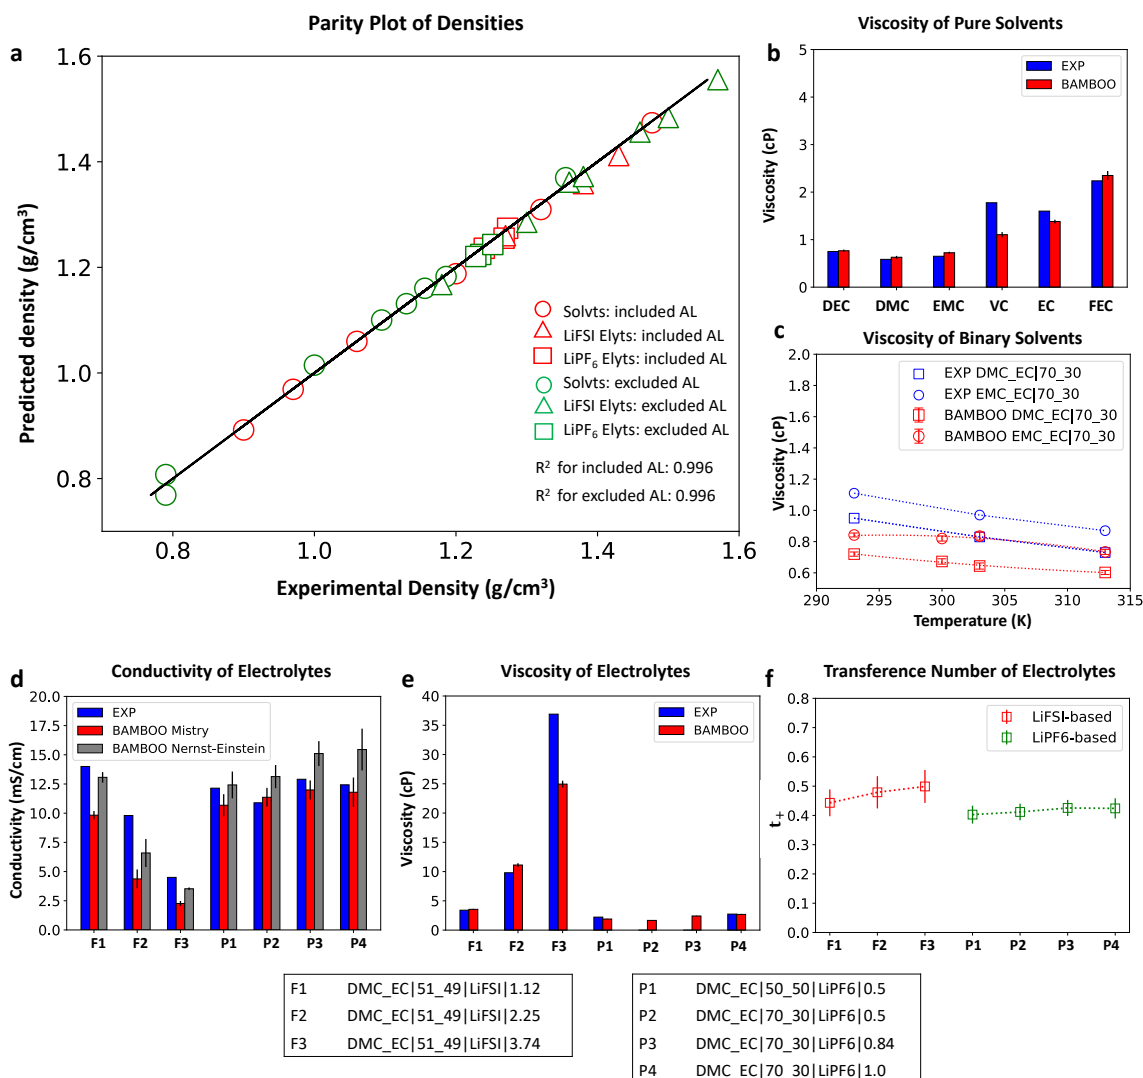 Parity Plot of Densities
a
1.6
1.4
1.2
1.0
0.8
Predicted density (g/cm³)
0.8 1.0 1.2 1.4 1.6
Experimental Density (g/cm³)
Solvts: included AL
LiFSI Elyts: included AL
LiPF₆ Elyts: included AL
Solvts: excluded AL
LiFSI Elyts: excluded AL
LiPF₆ Elyts: excluded AL
R² for included AL: 0.996
R² for excluded AL: 0.996
Viscosity of Pure Solvents
b
5
4
3
2
1
0
Viscosity (cP)
EXP
BAMBOO
DEC DMC EMC VC EC FEC
Viscosity of Binary Solvents
c
2.0
1.8
1.6
1.4
1.2
1.0
0.8
0.6
Viscosity (cP)
EXP DMC_EC|70_30
EXP EMC_EC|70_30
BAMBOO DMC_EC|70_30
BAMBOO EMC_EC|70_30
290 295 300 305 310 315
Temperature (K)
Conductivity of Electrolytes
d
20.0
17.5
15.0
12.5
10.0
7.5
5.0
2.5
0.0
Conductivity (mS/cm)
EXP
BAMBOO Mistry
BAMBOO Nernst-Einstein
F1 F2 F3 P1 P2 P3 P4
Viscosity of Electrolytes
e
40
35
30
25
20
15
10
5
0
Viscosity (cP)
EXP
BAMBOO
F1 F2 F3 P1 P2 P3 P4
Transference Number of Electrolytes
f
0.8
0.7
0.6
0.5
0.4
0.3
0.2
0.1
0.0
t₊
LiFSI-based
LiPF6-based
F1 F2 F3 P1 P2 P3 P4
F1 DMC_EC|51_49|LiFSI|1.12
F2 DMC_EC|51_49|LiFSI|2.25
F3 DMC_EC|51_49|LiFSI|3.74
P1 DMC_EC|50_50|LiPF6|0.5
P2 DMC_EC|70_30|LiPF6|0.5
P3 DMC_EC|70_30|LiPF6|0.84
P4 DMC_EC|70_30|LiPF6|1.0